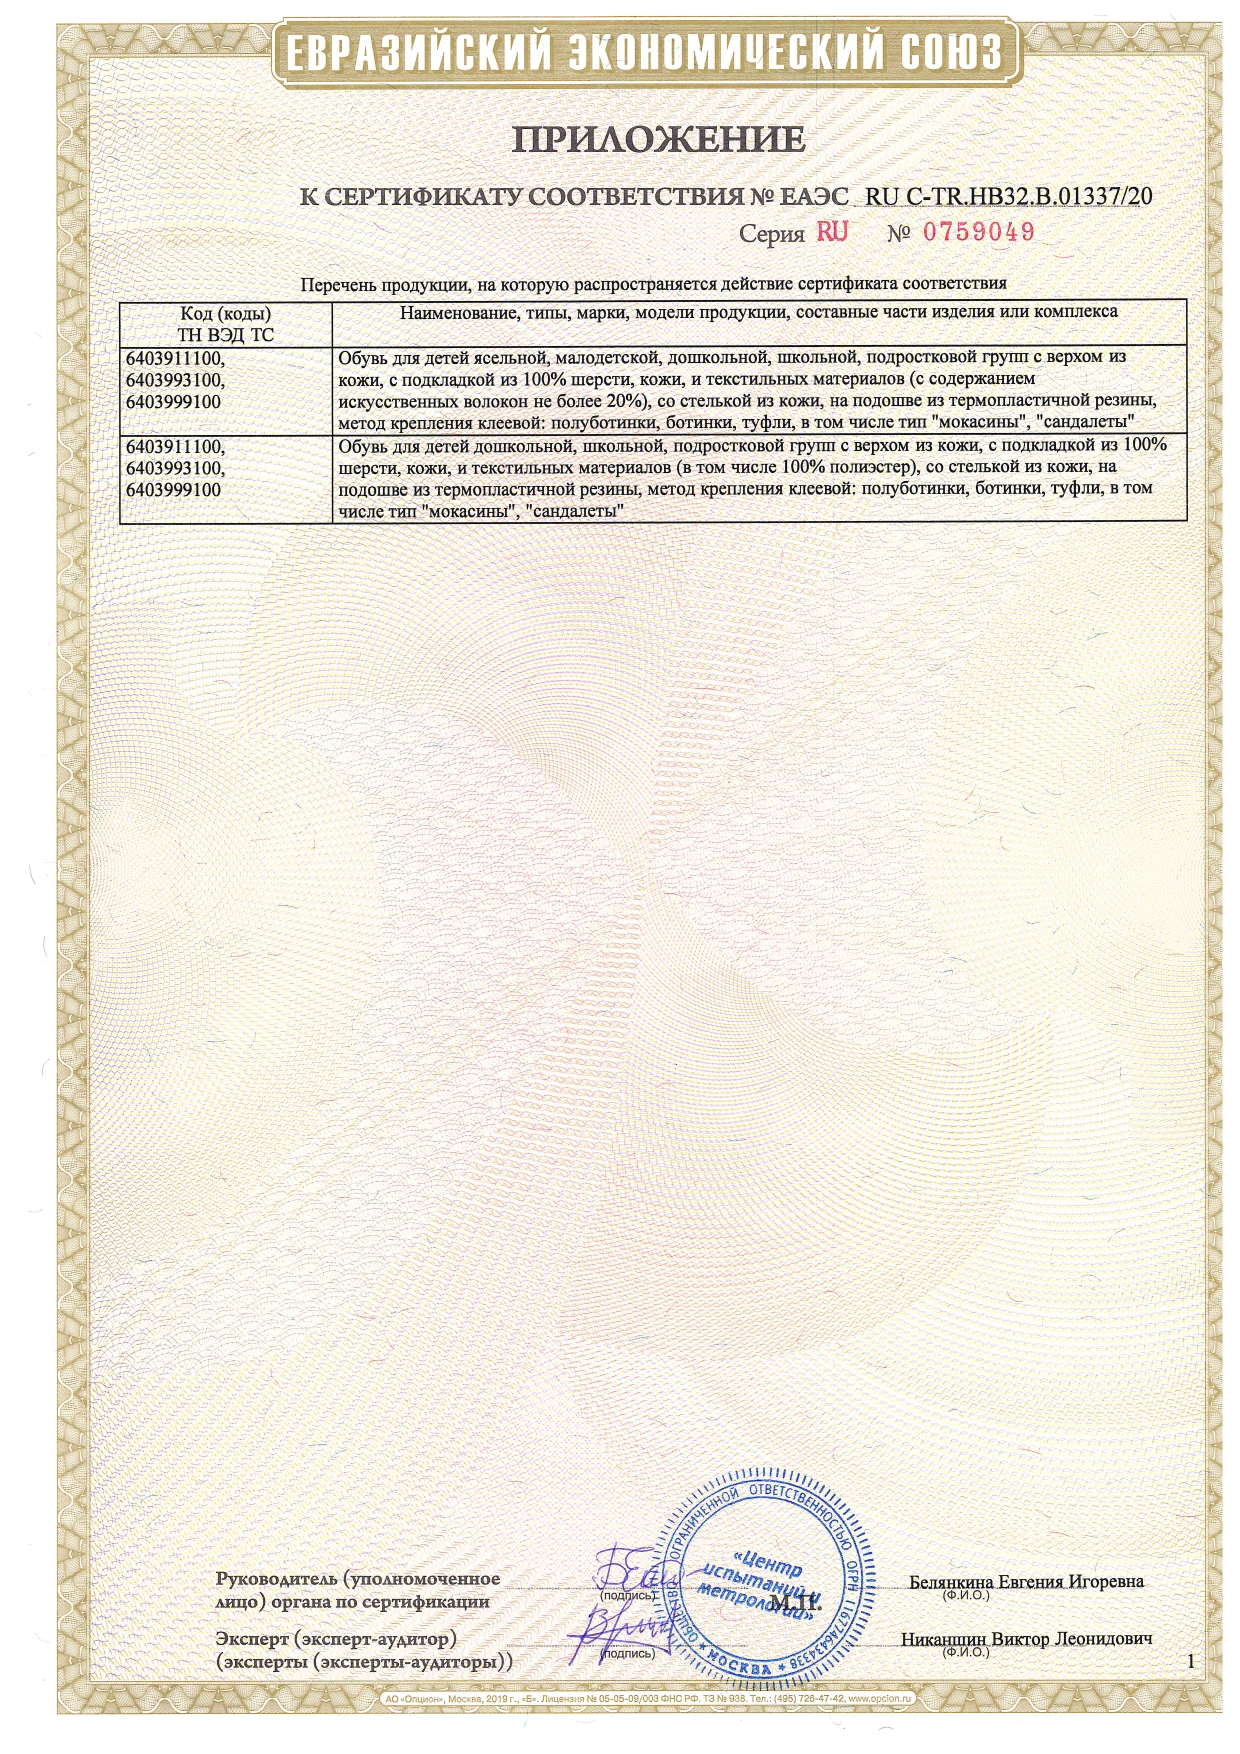 ЕВРАЗИЙСКИЙ ЭКОНОМИЧЕСКИЙ СОЮЗ
ПРИЛОЖЕНИЕ
К СЕРТИФИКАТУ СООТВЕТСТВИЯ № ЕАЭС RU С-TR.НВ32.В.01337/20
Серия RU № 0759049
Перечень продукции, на которую распространяется действие сертификата соответствия
Код (коды)
ТН ВЭД ТС
Наименование, типы, марки, модели продукции, составные части изделия или комплекса
6403911100,
6403993100,
6403999100
Обувь для детей ясельной, малодетской, дошкольной, школьной, подростковой групп с верхом из
кожи, с подкладкой из 100% шерсти, кожи, и текстильных материалов (с содержанием
искусственных волокон не более 20%), со стелькой из кожи, на подошве из термопластичной резины,
метод крепления клеевой: полуботинки, ботинки, туфли, в том числе тип "мокасины", "сандалеты"
6403911100,
6403993100,
6403999100
Обувь для детей дошкольной, школьной, подростковой групп с верхом из кожи, с подкладкой из 100%
шерсти, кожи, и текстильных материалов (в том числе 100% полиэстер), со стелькой из кожи, на
подошве из термопластичной резины, метод крепления клеевой: полуботинки, ботинки, туфли, в том
числе тип "мокасины", "сандалеты"
Руководитель (уполномоченное
лицо) органа по сертификации
(подпись)
Белянкина Евгения Игоревна
(Ф.И.О.)
М.П.
Эксперт (эксперт-аудитор)
(эксперты (эксперты-аудиторы))
(подпись)
Никаншин Виктор Леонидович
(Ф.И.О.)
1
ОГРАНИЧЕННОЙ ОТВЕТСТВЕННОСТЬЮ ОГРН 1167746434338 * МОСКВА *
«Центр
испытаний и
метрологии»
АО «Опцион», Москва, 2019 г., «Б». Лицензия № 05-05-09/003 ФНС РФ. ТЗ № 938. Тел.: (495) 726-47-42, www.opcion.ru